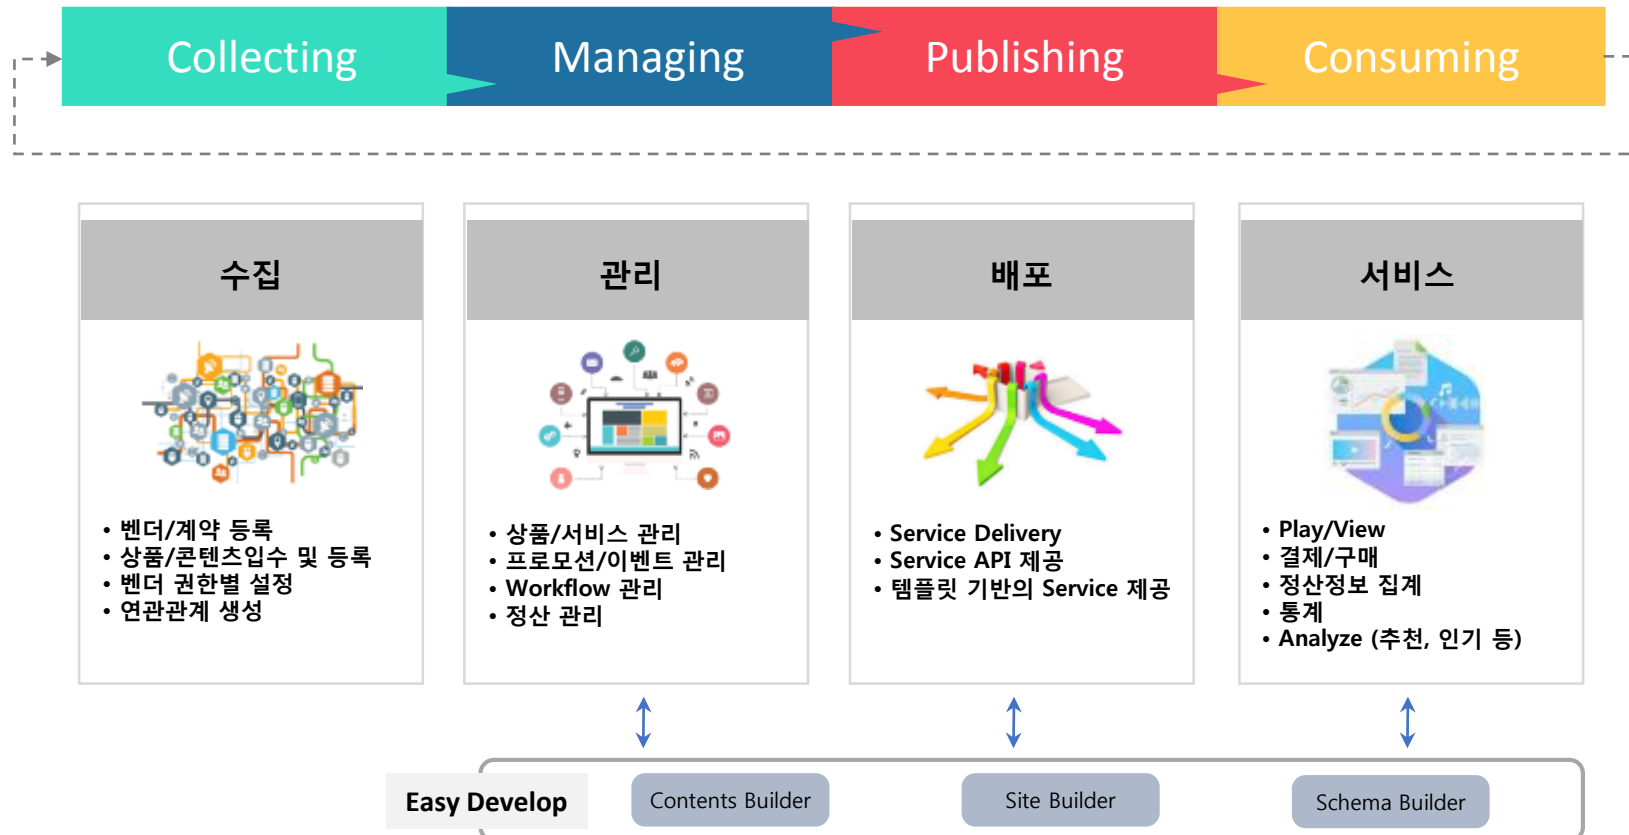 Collecting
Managing
Publishing
Consuming
수집
• 벤더/계약 등록
• 상품/콘텐츠입수 및 등록
• 벤더 권한별 설정
• 연관관계 생성
관리
• 상품/서비스 관리
• 프로모션/이벤트 관리
• Workflow 관리
• 정산 관리
배포
• Service Delivery
• Service API 제공
• 템플릿 기반의 Service 제공
서비스
• Play/View
• 결제/구매
• 정산정보 집계
• 통계
• Analyze (추천, 인기 등)
Easy Develop
Contents Builder
Site Builder
Schema Builder